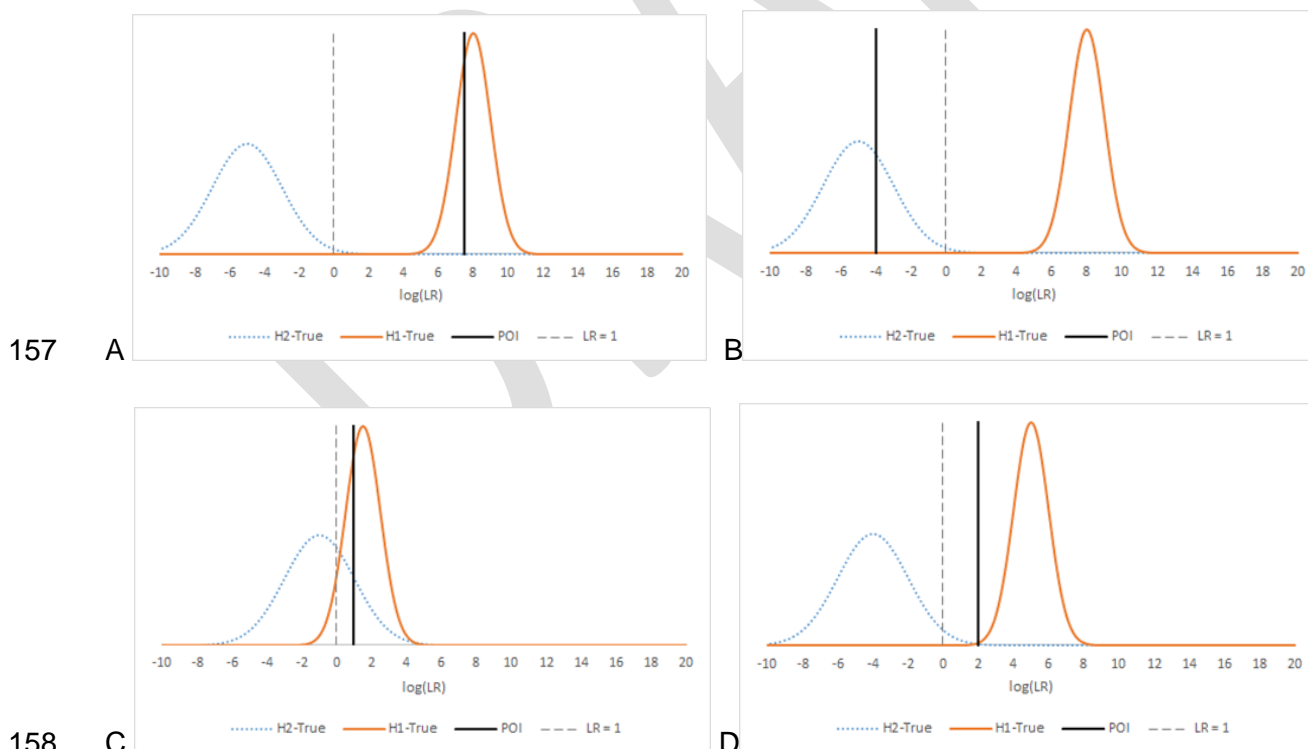 -10 -8 -6 -4 -2 0 2 4 6 8 10 12 14 16 18 20
log(LR)
H2-True H1-True POI LR = 1
157 A
-10 -8 -6 -4 -2 0 2 4 6 8 10 12 14 16 18 20
log(LR)
H2-True H1-True POI LR = 1
B
-10 -8 -6 -4 -2 0 2 4 6 8 10 12 14 16 18 20
log(LR)
H2-True H1-True POI LR = 1
158 C
-10 -8 -6 -4 -2 0 2 4 6 8 10 12 14 16 18 20
log(LR)
H2-True H1-True POI LR = 1
D